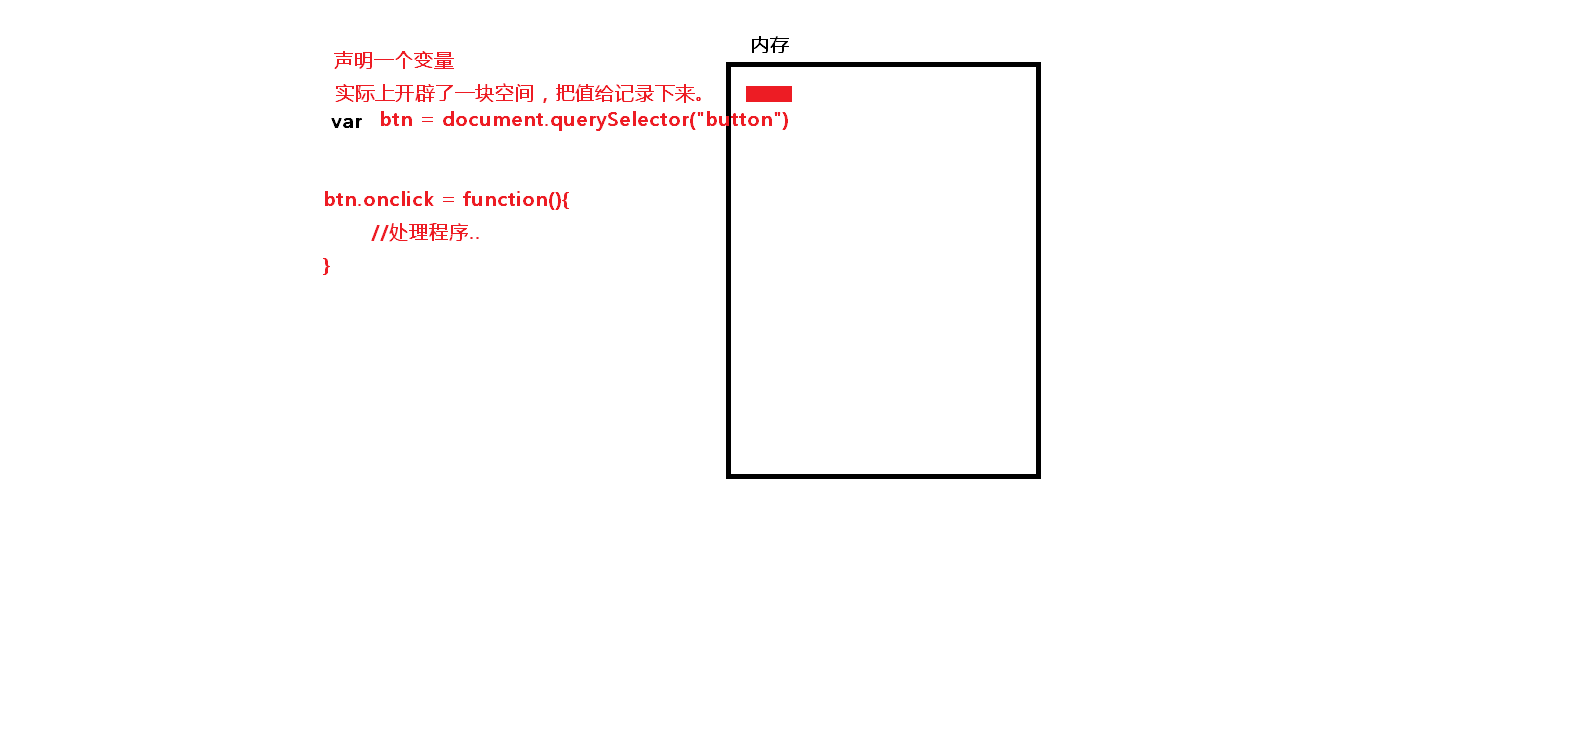 内存
声明一个变量
实际上开辟了一块空间，把值给记录下来。
var btn = document.querySelector("button")
btn.onclick = function(){
//处理程序..
}